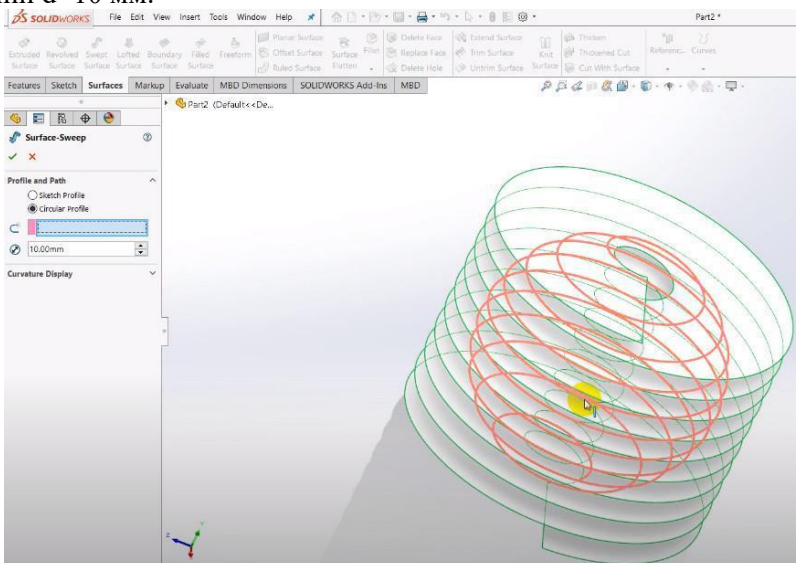 d 10 мм.
SOLIDWORKS File Edit View Insert Tools Window Help Part2 *
Extruded Surface Revolved Surface Swept Surface Lofted Surface Boundary Surface Filled Surface Freeform Planar Surface Offset Surface Ruled Surface Surface Flatten Fillet Delete Face Replace Face Delete Hole Extend Surface Trim Surface Untrim Surface Knit Surface Thicken Thickened Cut Cut With Surface Referenc... Curves
Features Sketch Surfaces Markup Evaluate MBD Dimensions SOLIDWORKS Add-Ins MBD
Part2 (Default<<De...
Surface-Sweep
Profile and Path
Sketch Profile
Circular Profile
10.00mm
Curvature Display